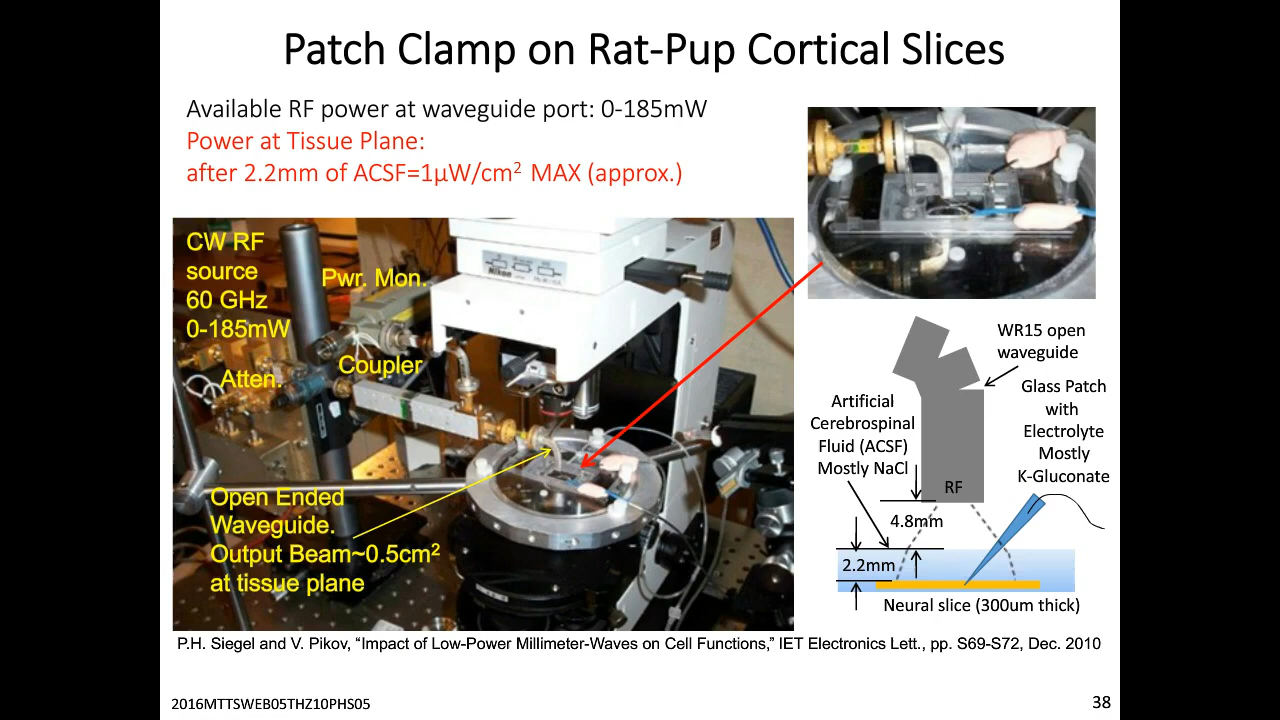 Patch Clamp on Rat-Pup Cortical Slices
Available RF power at waveguide port: 0-185mW
Power at Tissue Plane:
after 2.2mm of ACSF=1µW/cm² MAX (approx.)
CW RF
source
60 GHz
0-185mW
Pwr. Mon.
Atten.
Coupler
Nikon
Open Ended
Waveguide.
Output Beam~0.5cm²
at tissue plane
WR15 open
waveguide
Glass Patch
with
Electrolyte
Mostly
K-Gluconate
Artificial
Cerebrospinal
Fluid (ACSF)
Mostly NaCl
RF
4.8mm
2.2mm
Neural slice (300um thick)
P.H. Siegel and V. Pikov, “Impact of Low-Power Millimeter-Waves on Cell Functions,” IET Electronics Lett., pp. S69-S72, Dec. 2010
2016MTTSWEB05THZ10PHS05
38